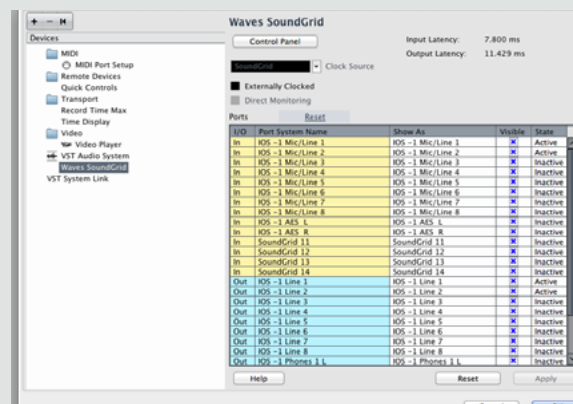 + - |◀
Devices
MIDI
MIDI Port Setup
Remote Devices
Quick Controls
Transport
Record Time Max
Time Display
Video
Video Player
VST Audio System
Waves SoundGrid
VST System Link
Waves SoundGrid
Control Panel
Input Latency: 7.800 ms
Output Latency: 11.429 ms
SoundGrid Clock Source
Externally Clocked
Direct Monitoring
Ports Reset
I/O Port System Name Show As Visible State
In IOS -1 Mic/Line 1 IOS -1 Mic/Line 1 Active
In IOS -1 Mic/Line 2 IOS -1 Mic/Line 2 Active
In IOS -1 Mic/Line 3 IOS -1 Mic/Line 3 Inactive
In IOS -1 Mic/Line 4 IOS -1 Mic/Line 4 Inactive
In IOS -1 Mic/Line 5 IOS -1 Mic/Line 5 Inactive
In IOS -1 Mic/Line 6 IOS -1 Mic/Line 6 Inactive
In IOS -1 Mic/Line 7 IOS -1 Mic/Line 7 Inactive
In IOS -1 Mic/Line 8 IOS -1 Mic/Line 8 Inactive
In IOS -1 AES L IOS -1 AES L Inactive
In IOS -1 AES R IOS -1 AES R Inactive
In SoundGrid 11 SoundGrid 11 Inactive
In SoundGrid 12 SoundGrid 12 Inactive
In SoundGrid 13 SoundGrid 13 Inactive
In SoundGrid 14 SoundGrid 14 Inactive
Out IOS -1 Line 1 IOS -1 Line 1 Active
Out IOS -1 Line 2 IOS -1 Line 2 Active
Out IOS -1 Line 3 IOS -1 Line 3 Inactive
Out IOS -1 Line 4 IOS -1 Line 4 Inactive
Out IOS -1 Line 5 IOS -1 Line 5 Inactive
Out IOS -1 Line 6 IOS -1 Line 6 Inactive
Out IOS -1 Line 7 IOS -1 Line 7 Inactive
Out IOS -1 Line 8 IOS -1 Line 8 Inactive
Out IOS -1 Phones 1 L IOS -1 Phones 1 L Inactive
Help Reset Apply